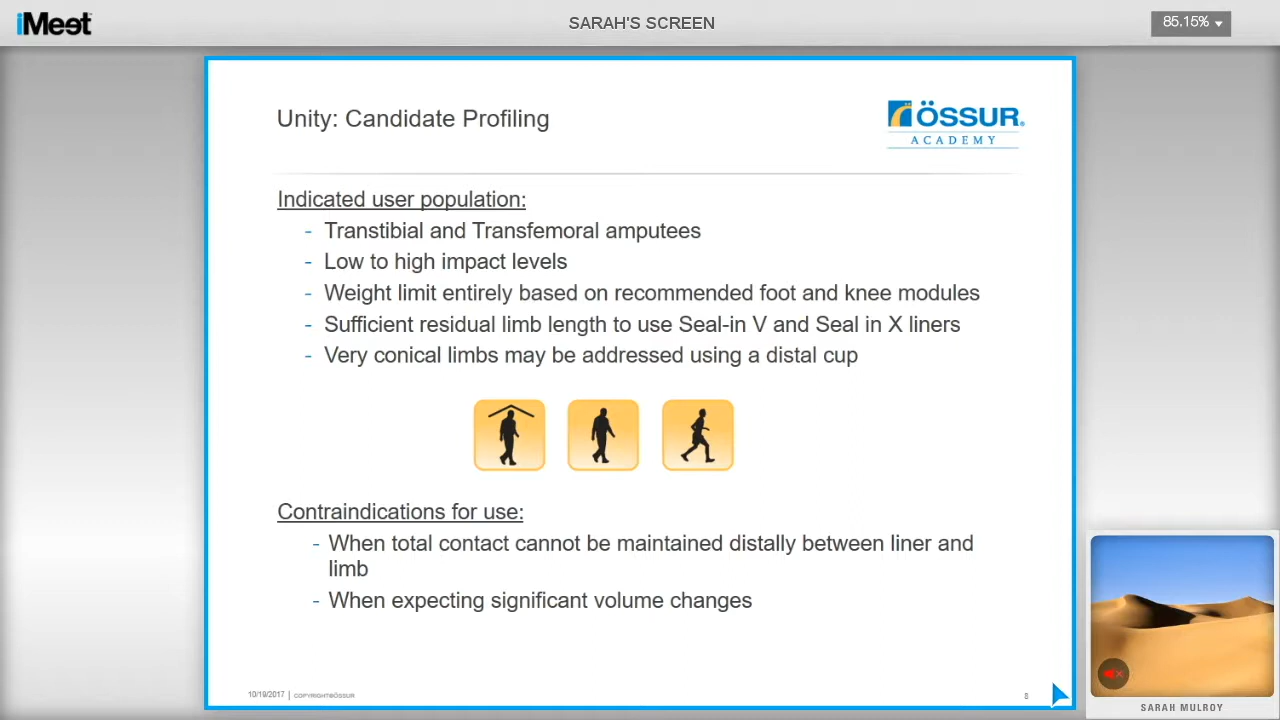 iMeet
SARAH'S SCREEN
85.15%
Unity: Candidate Profiling
ÖSSUR®
ACADEMY
Indicated user population:
- Transtibial and Transfemoral amputees
- Low to high impact levels
- Weight limit entirely based on recommended foot and knee modules
- Sufficient residual limb length to use Seal-in V and Seal in X liners
- Very conical limbs may be addressed using a distal cup
Contraindications for use:
- When total contact cannot be maintained distally between liner and
limb
- When expecting significant volume changes
10/19/2017 | COPYRIGHT©ÖSSUR
8
SARAH MULROY